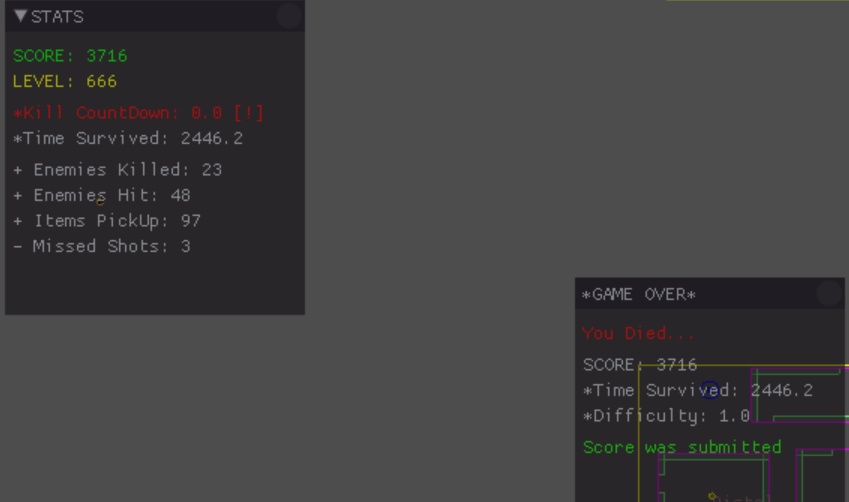 ▼STATS
SCORE: 3716
LEVEL: 666
*Kill CountDown: 0.0 [!]
*Time Survived: 2446.2
+ Enemies Killed: 23
+ Enemies Hit: 48
+ Items PickUp: 97
- Missed Shots: 3
*GAME OVER*
You Died...
SCORE: 3716
*Time Survived: 2446.2
*Difficulty: 1.0
Score was submitted